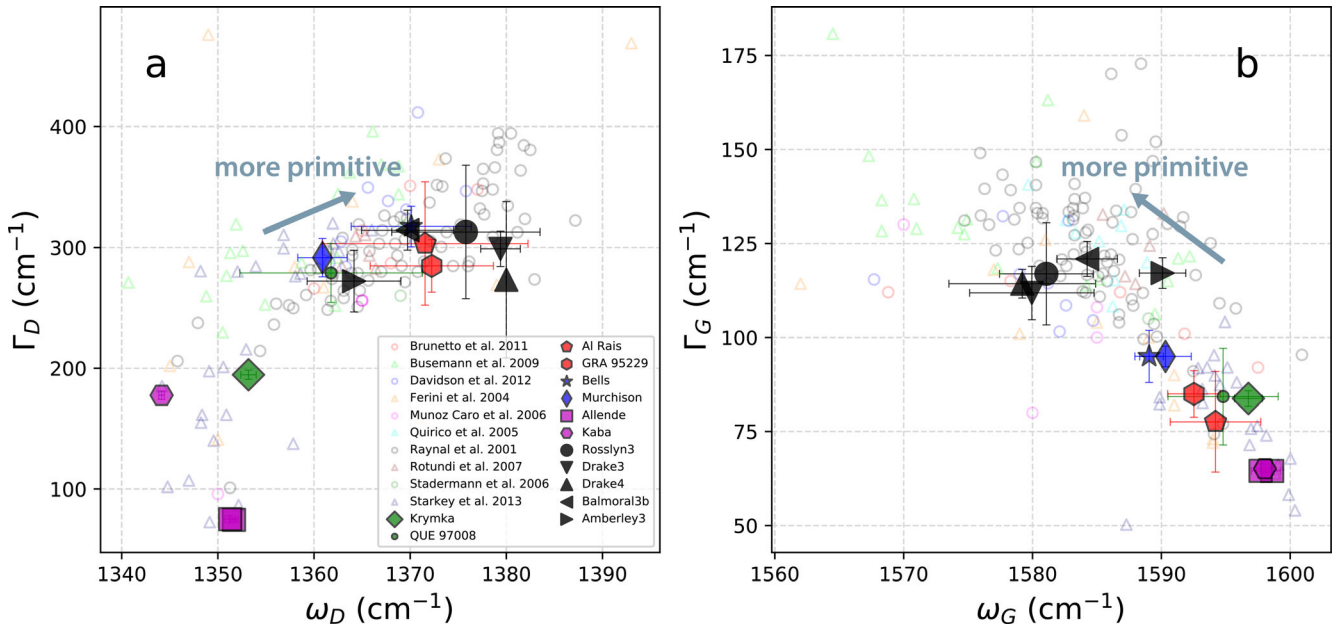 a
more primitive
400
300
200
100
Γ_D (cm⁻¹)
1340
1350
1360
1370
1380
1390
ω_D (cm⁻¹)
Brunetto et al. 2011
Busemann et al. 2009
Davidson et al. 2012
Ferini et al. 2004
Munoz Caro et al. 2006
Quirico et al. 2005
Raynal et al. 2001
Rotundi et al. 2007
Stadermann et al. 2006
Starkey et al. 2013
Krymka
QUE 97008
Al Rais
GRA 95229
Bells
Murchison
Allende
Kaba
Rosslyn3
Drake3
Drake4
Balmoral3b
Amberley3
b
more primitive
175
150
125
100
75
50
Γ_G (cm⁻¹)
1560
1570
1580
1590
1600
ω_G (cm⁻¹)